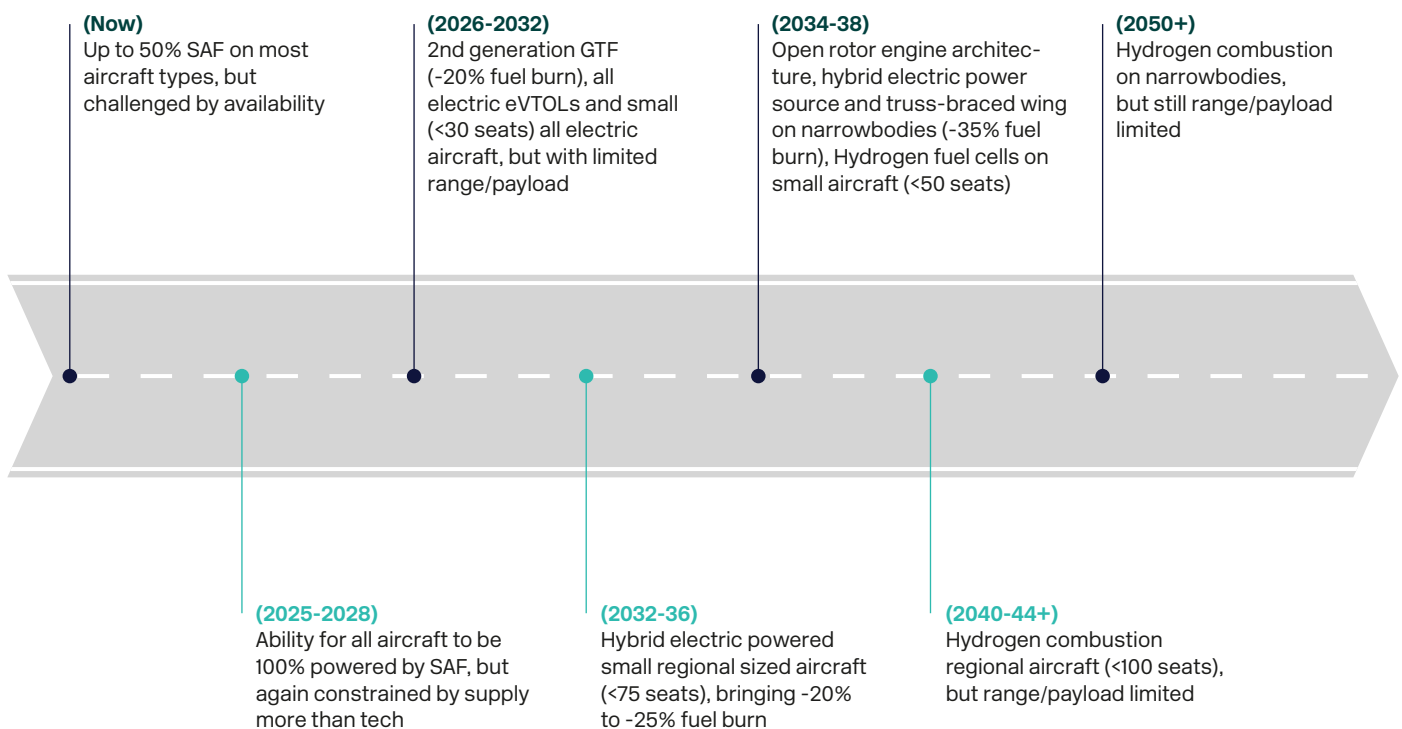 (Now)
Up to 50% SAF on most
aircraft types, but
challenged by availability
(2026-2032)
2nd generation GTF
(-20% fuel burn), all
electric eVTOLs and small
(<30 seats) all electric
aircraft, but with limited
range/payload
(2034-38)
Open rotor engine architec-
ture, hybrid electric power
source and truss-braced wing
on narrowbodies (-35% fuel
burn), Hydrogen fuel cells on
small aircraft (<50 seats)
(2050+)
Hydrogen combustion
on narrowbodies,
but still range/payload
limited
(2025-2028)
Ability for all aircraft to be
100% powered by SAF, but
again constrained by supply
more than tech
(2032-36)
Hybrid electric powered
small regional sized aircraft
(<75 seats), bringing -20%
to -25% fuel burn
(2040-44+)
Hydrogen combustion
regional aircraft (<100 seats),
but range/payload limited